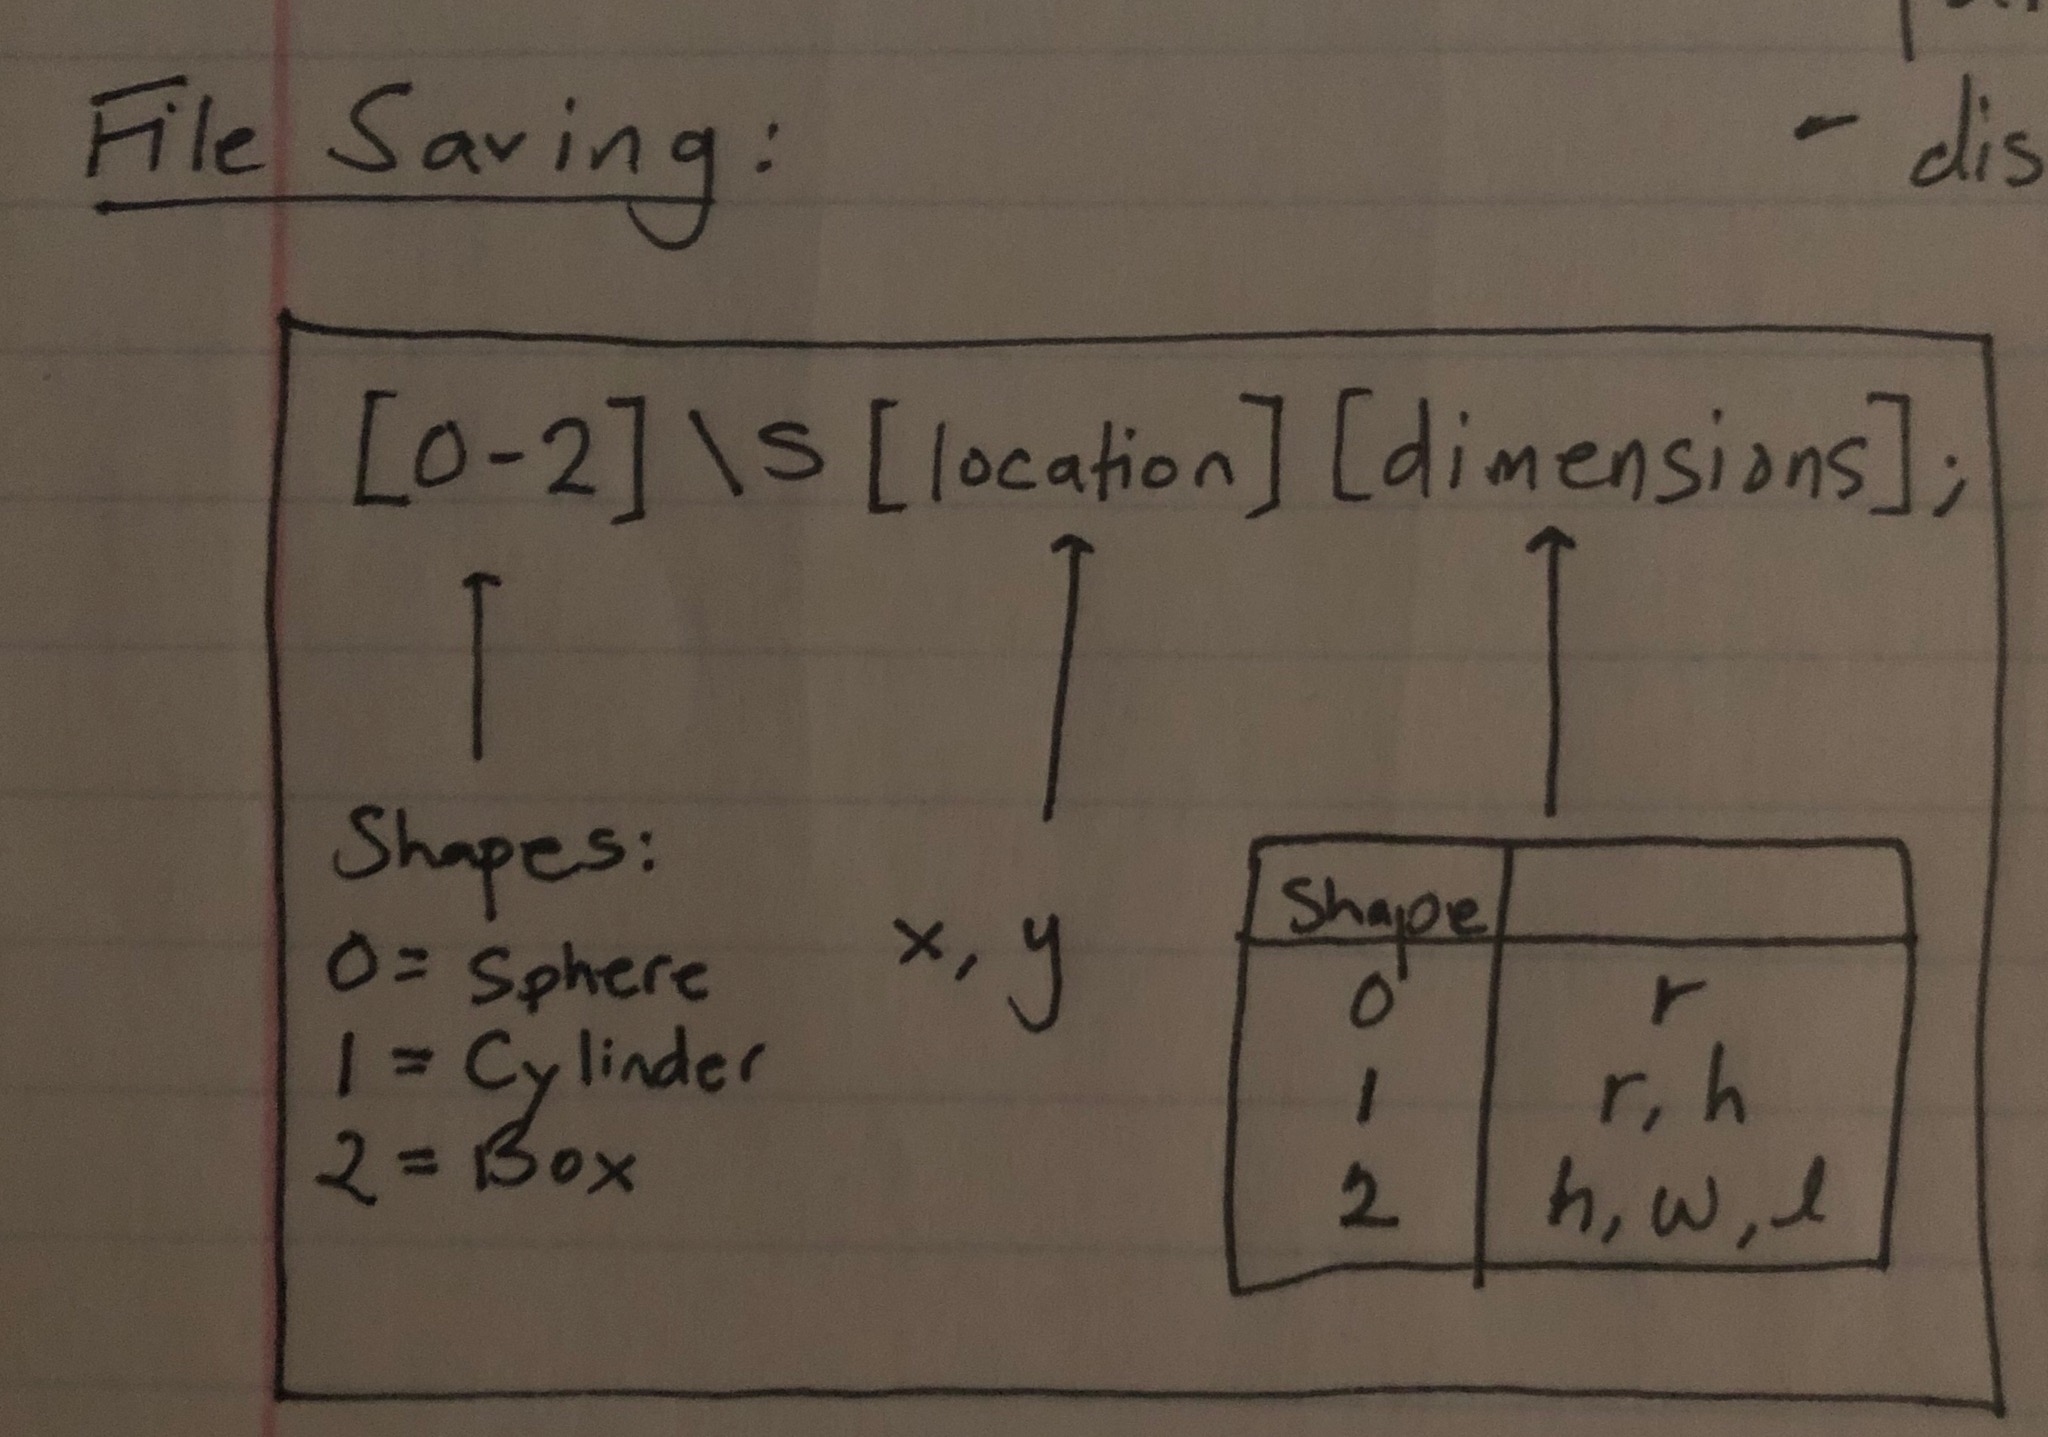 File Saving:
- dis
[0-2] \s [location] [dimensions];
Shapes:
0 = Sphere
1 = Cylinder
2 = Box
x, y
Shape
0 r
1 r, h
2 h, w, l